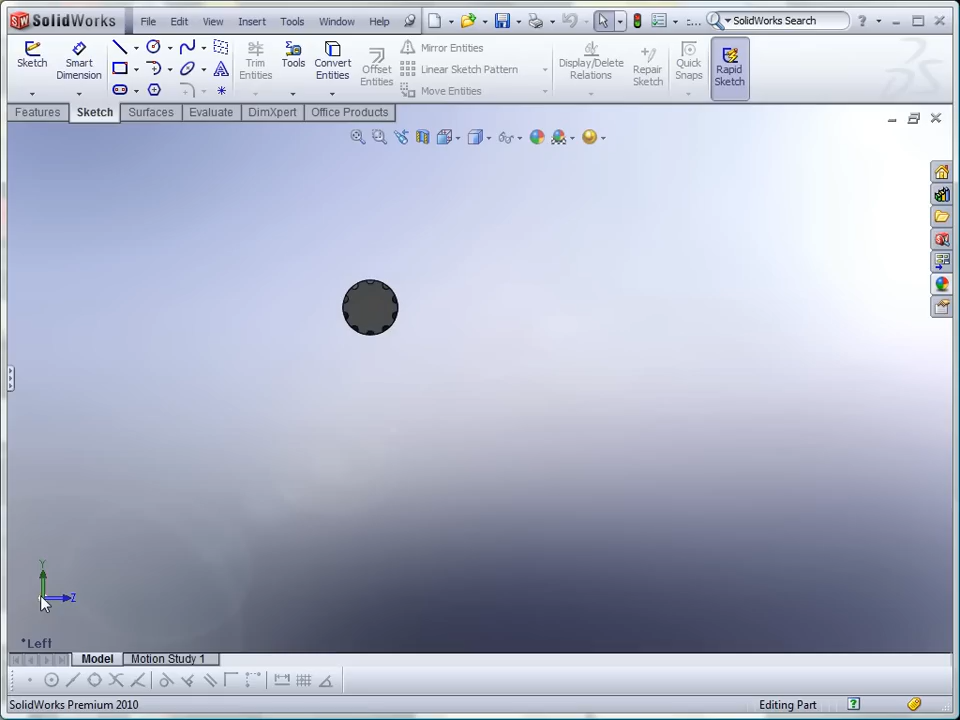 SolidWorks File Edit View Insert Tools Window Help SolidWorks Search
Sketch Smart Dimension Trim Entities Tools Convert Entities Offset Entities Mirror Entities Linear Sketch Pattern Move Entities Display/Delete Relations Repair Sketch Quick Snaps Rapid Sketch
Features Sketch Surfaces Evaluate DimXpert Office Products
Y
Z
*Left
Model Motion Study 1
SolidWorks Premium 2010 Editing Part